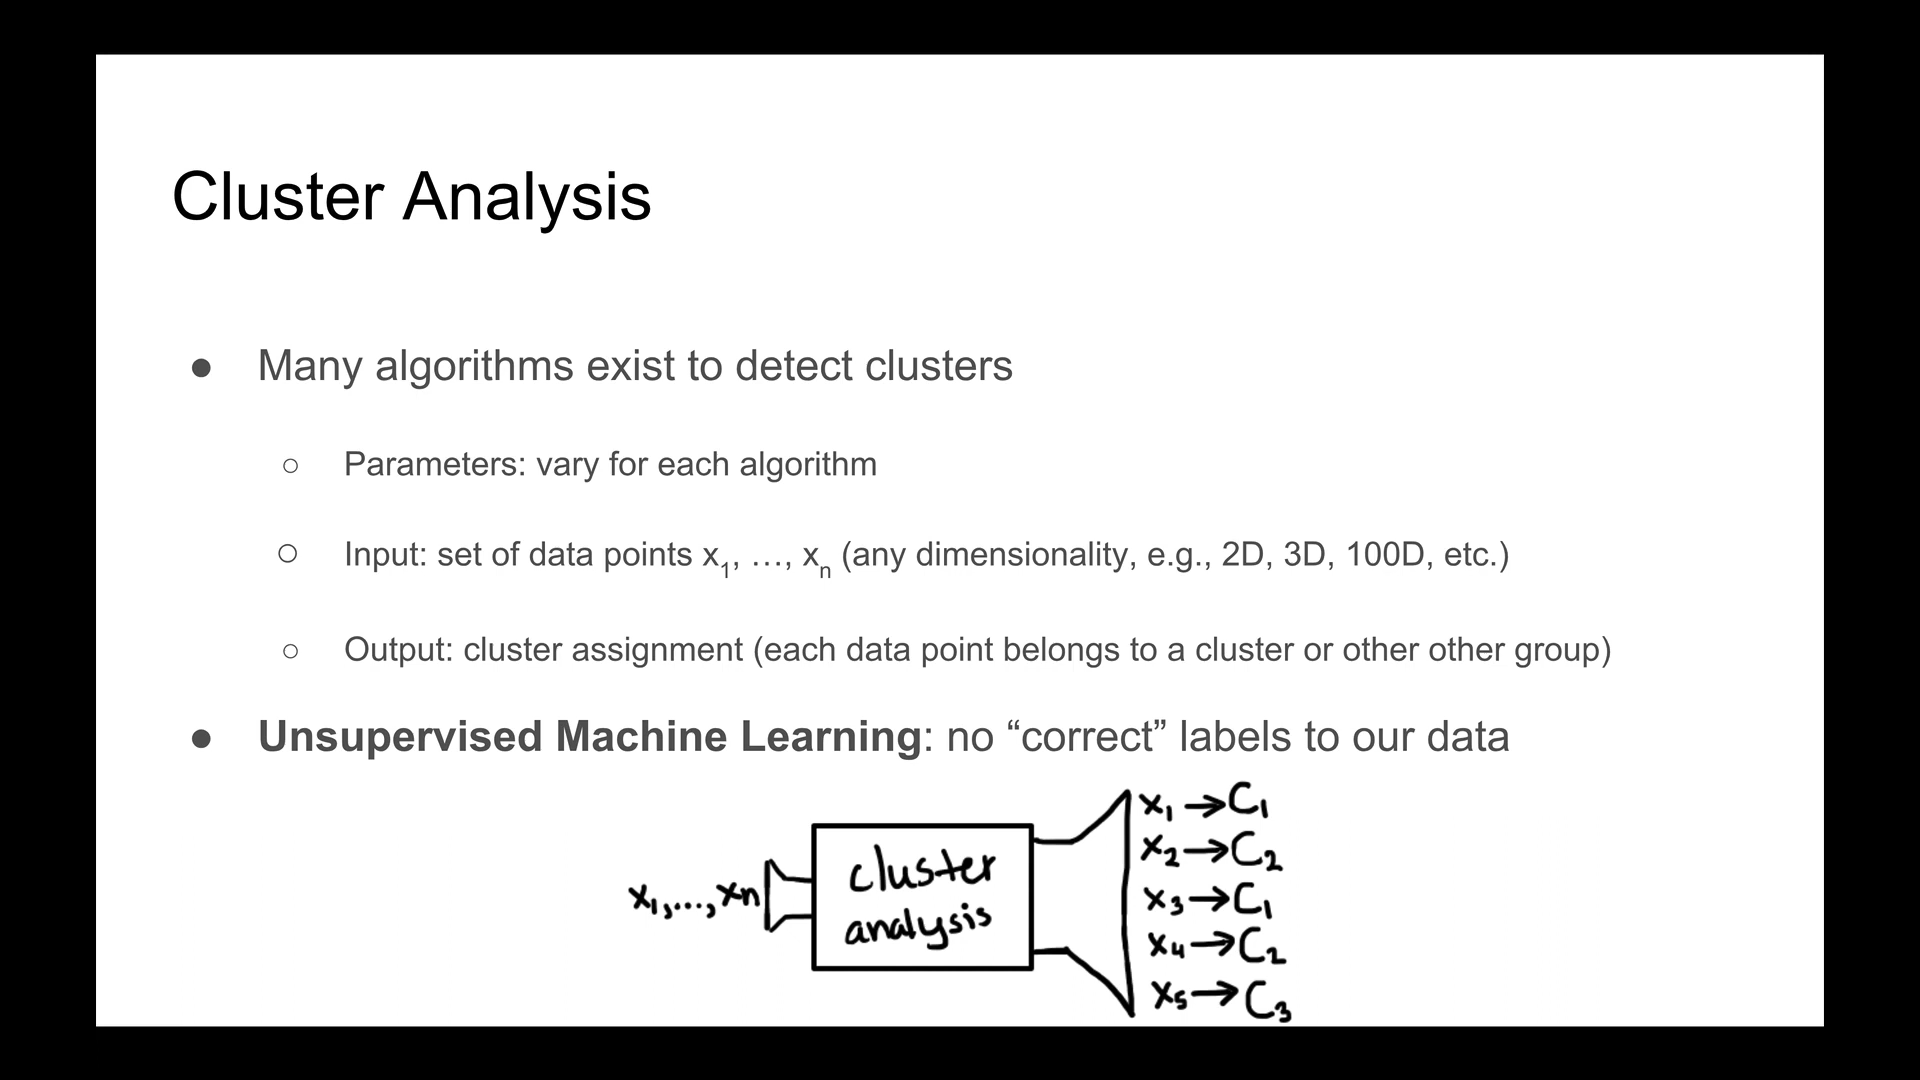 Cluster Analysis
● Many algorithms exist to detect clusters
○ Parameters: vary for each algorithm
○ Input: set of data points x₁, …, xₙ (any dimensionality, e.g., 2D, 3D, 100D, etc.)
○ Output: cluster assignment (each data point belongs to a cluster or other other group)
● Unsupervised Machine Learning: no “correct” labels to our data
x₁,...,xₙ
cluster
analysis
x₁→C₁
x₂→C₂
x₃→C₁
x₄→C₂
x₅→C₃